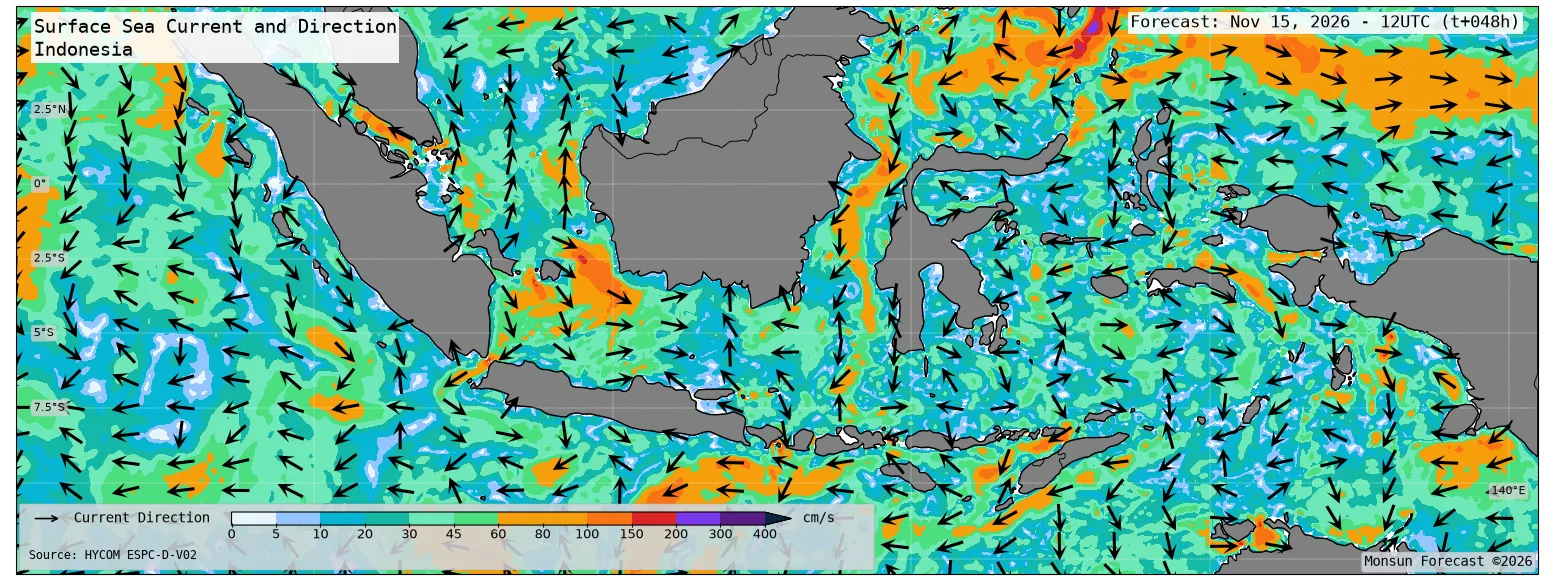 Surface Sea Current and Direction
Indonesia
Forecast: Nov 15, 2026 - 12UTC (t+048h)
2.5°N
0°
2.5°S
5°S
7.5°S
140°E
Current Direction
0 5 10 20 30 45 60 80 100 150 200 300 400 cm/s
Source: HYCOM ESPC-D-V02
Monsun Forecast ©2026